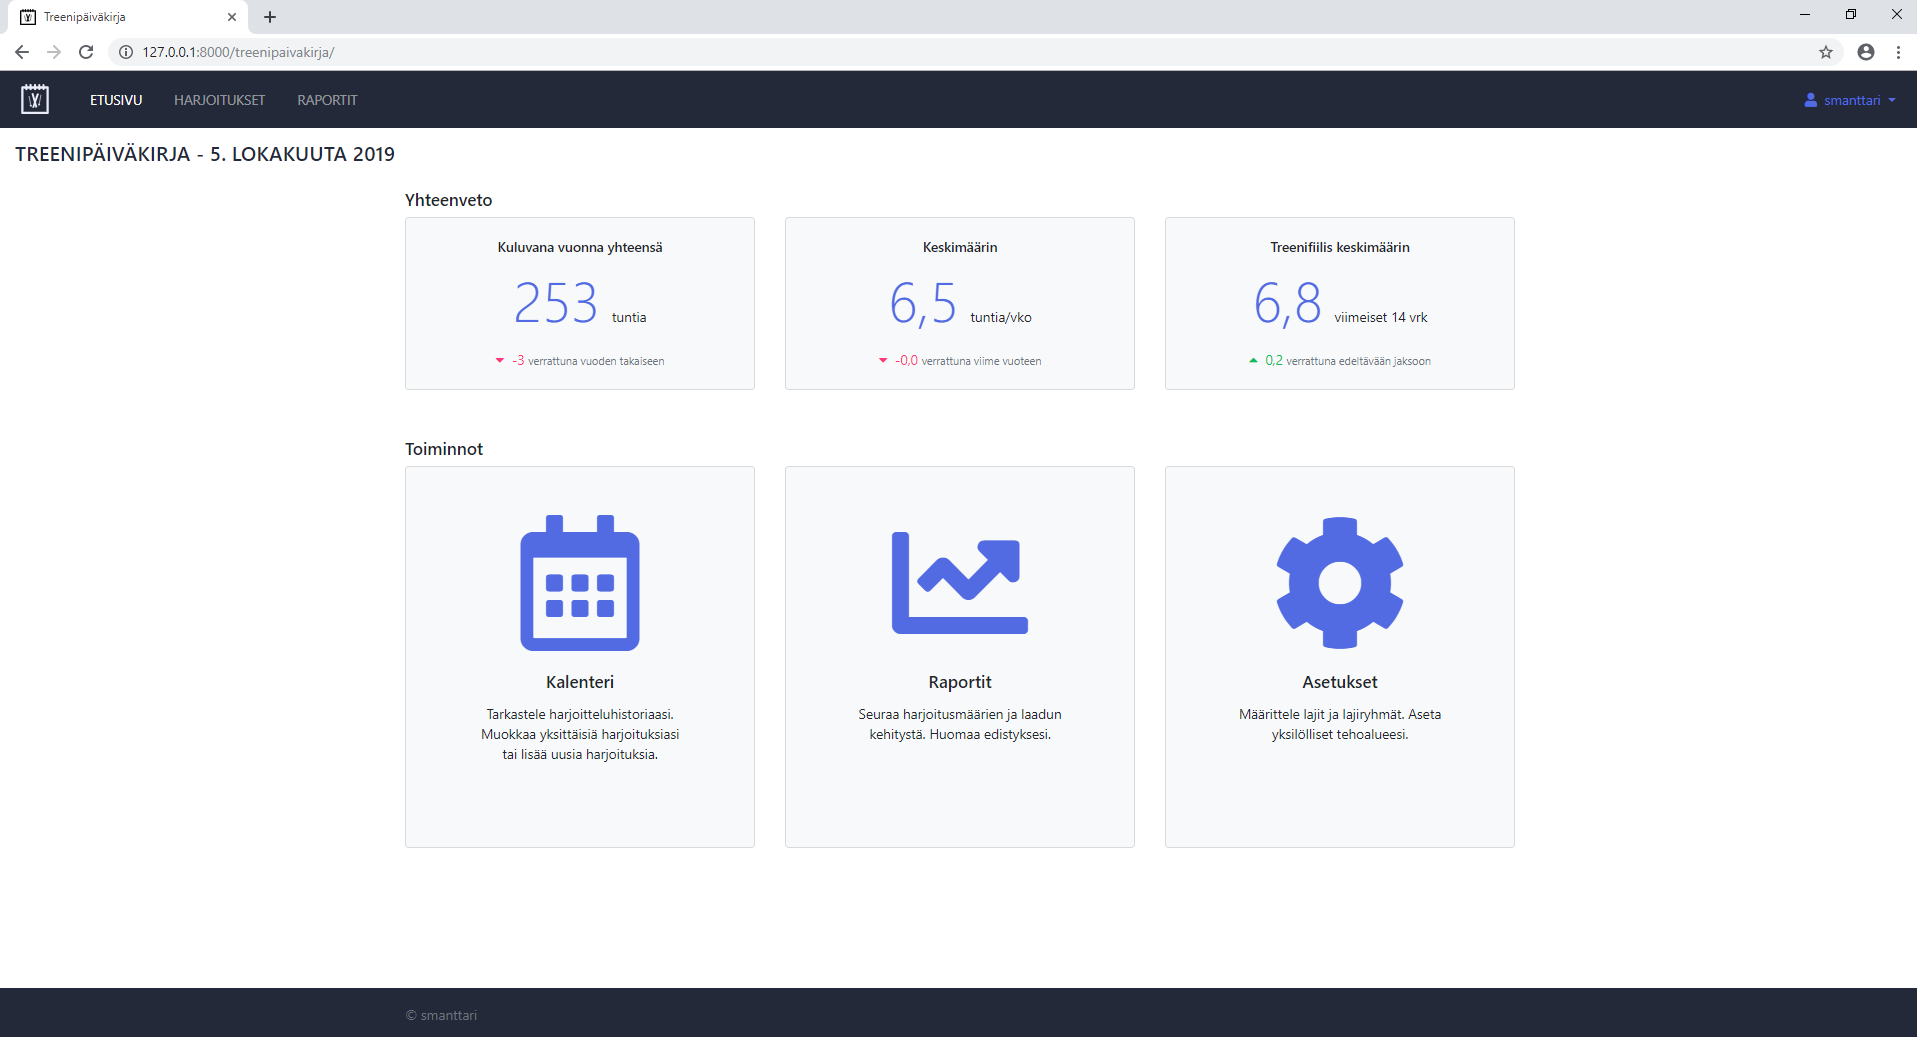 Treenipäiväkirja
127.0.0.1:8000/treenipaivakirja/
ETUSIVU HARJOITUKSET RAPORTIT smanttari
TREENIPÄIVÄKIRJA - 5. LOKAKUUTA 2019
Yhteenveto
Kuluvana vuonna yhteensä
253 tuntia
-3 verrattuna vuoden takaiseen
Keskimäärin
6,5 tuntia/vko
-0,0 verrattuna viime vuoteen
Treenifiilis keskimäärin
6,8 viimeiset 14 vrk
0,2 verrattuna edeltävään jaksoon
Toiminnot
Kalenteri
Tarkastele harjoitteluhistoriaasi.
Muokkaa yksittäisiä harjoituksiasi
tai lisää uusia harjoituksia.
Raportit
Seuraa harjoitusmäärien ja laadun
kehitystä. Huomaa edistyksesi.
Asetukset
Määrittele lajit ja lajiryhmät. Aseta
yksilölliset tehoalueesi.
© smanttari